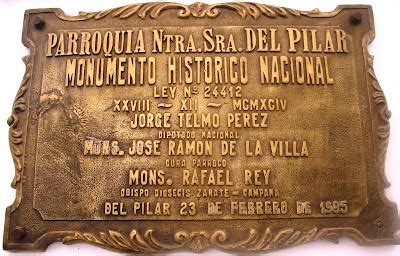 PARROQUIA NTRA. SRA. DEL PILAR
MONUMENTO HISTORICO NACIONAL
LEY Nº 24412
XXVIII ~ XII ~ MCMXCIV
JORGE TELMO PEREZ
DIPUTADO NACIONAL
MONS. JOSE RAMON DE LA VILLA
CURA PARROCO
MONS. RAFAEL REY
OBISPO DIOSECIS ZARATE - CAMPANA
DEL PILAR 23 DE FEBRERO DE 1995